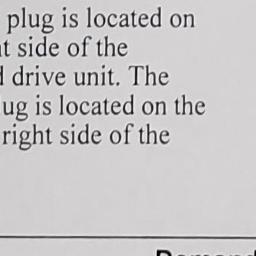 plug is located on
t side of the
drive unit. The
ug is located on the
right side of the